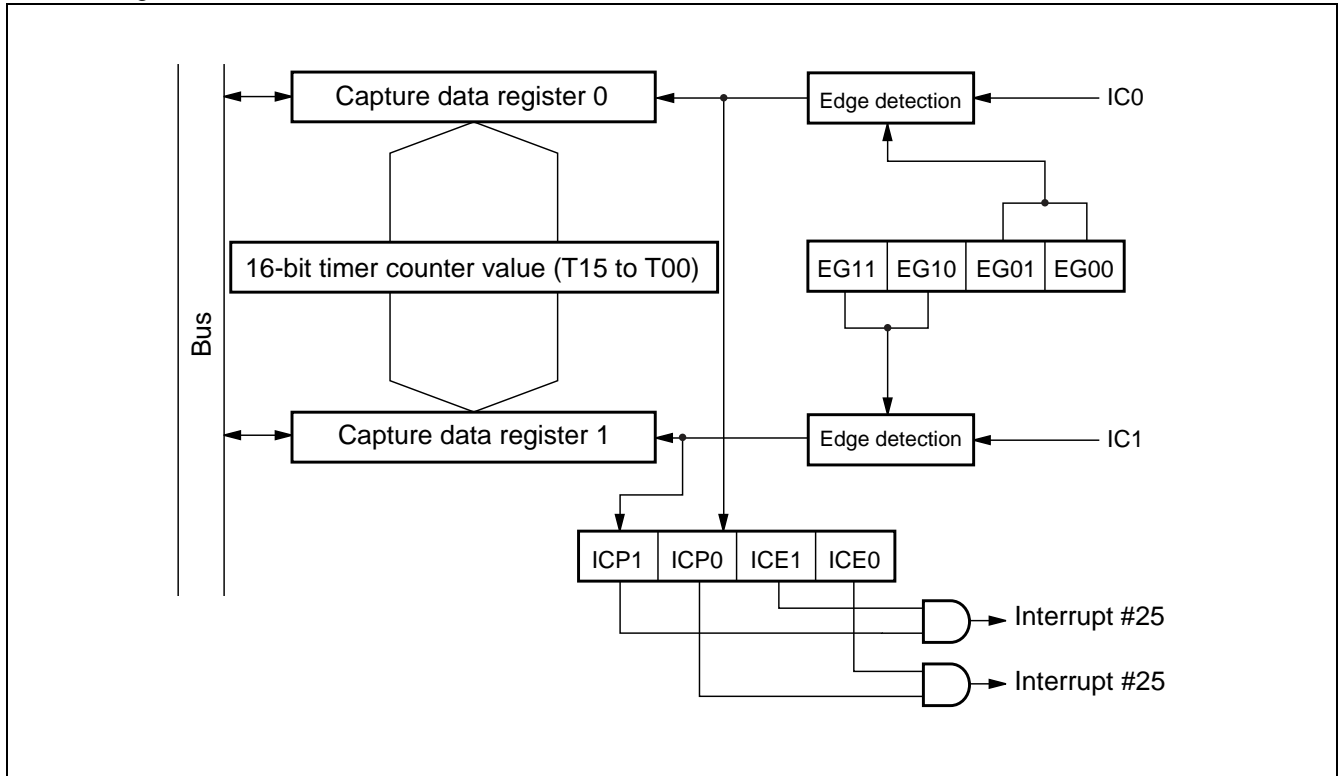 Capture data register 0
Edge detection
IC0
16-bit timer counter value (T15 to T00)
EG11 EG10 EG01 EG00
Bus
Capture data register 1
Edge detection
IC1
ICP1 ICP0 ICE1 ICE0
Interrupt #25
Interrupt #25